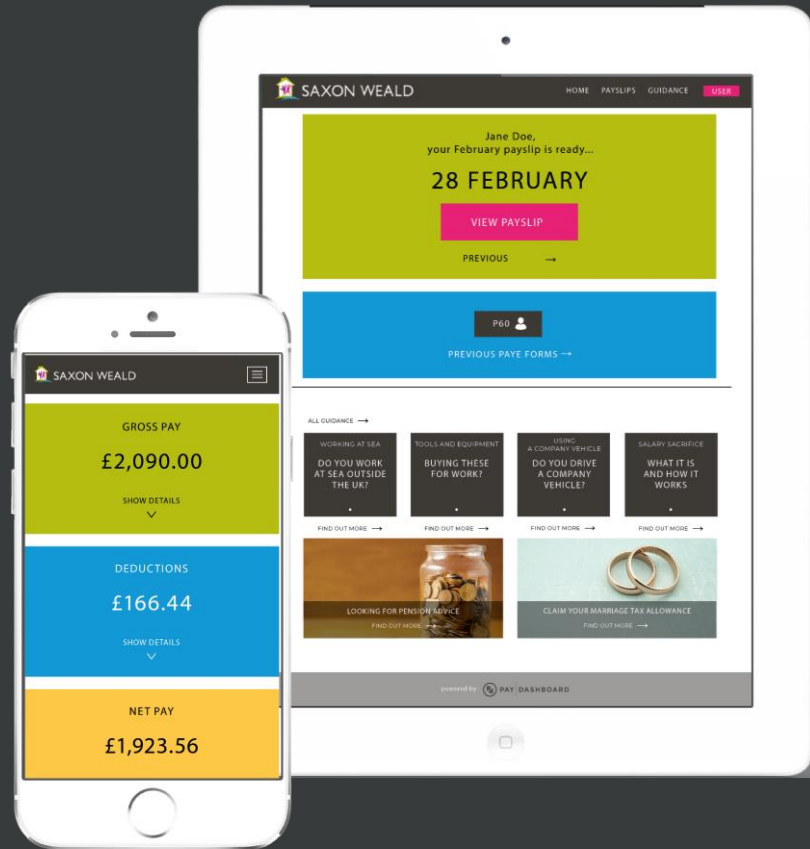 SAXON WEALD
HOME PAYSLIPS GUIDANCE USER
Jane Doe,
your February payslip is ready...
28 FEBRUARY
VIEW PAYSLIP
PREVIOUS →
P60
PREVIOUS PAYE FORMS →
ALL GUIDANCE →
WORKING AT SEA
DO YOU WORK
AT SEA OUTSIDE
THE UK?
FIND OUT MORE →
TOOLS AND EQUIPMENT
BUYING THESE
FOR WORK?
FIND OUT MORE →
USING
A COMPANY VEHICLE
DO YOU DRIVE
A COMPANY
VEHICLE?
FIND OUT MORE →
SALARY SACRIFICE
WHAT IT IS
AND HOW IT
WORKS
FIND OUT MORE →
LOOKING FOR PENSION ADVICE
FIND OUT MORE →
CLAIM YOUR MARRIAGE TAX ALLOWANCE
FIND OUT MORE →
powered by PAY DASHBOARD
SAXON WEALD
GROSS PAY
£2,090.00
SHOW DETAILS
DEDUCTIONS
£166.44
SHOW DETAILS
NET PAY
£1,923.56